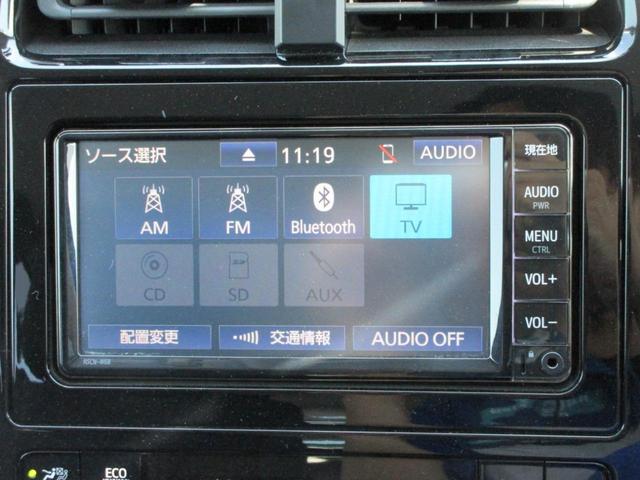 ソース選択 11:19 AUDIO
AM FM Bluetooth TV
CD SD AUX
配置変更 交通情報 AUDIO OFF
現在地
AUDIO
PWR
MENU
CTRL
VOL+
VOL-
ECO